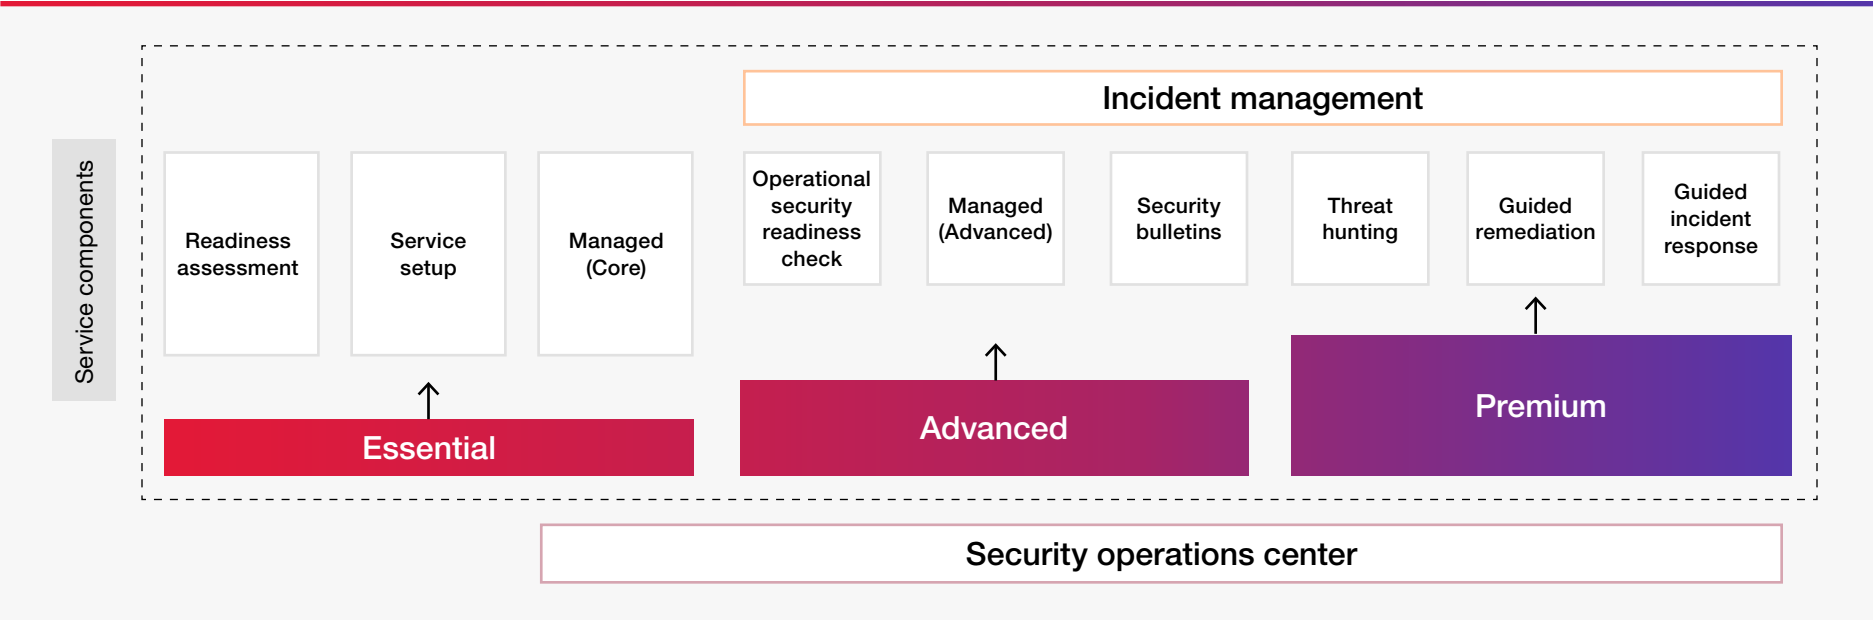 Service components
Incident management
Readiness
assessment
Service
setup
Managed
(Core)
Operational
security
readiness
check
Managed
(Advanced)
Security
bulletins
Threat
hunting
Guided
remediation
Guided
incident
response
Essential
Advanced
Premium
Security operations center